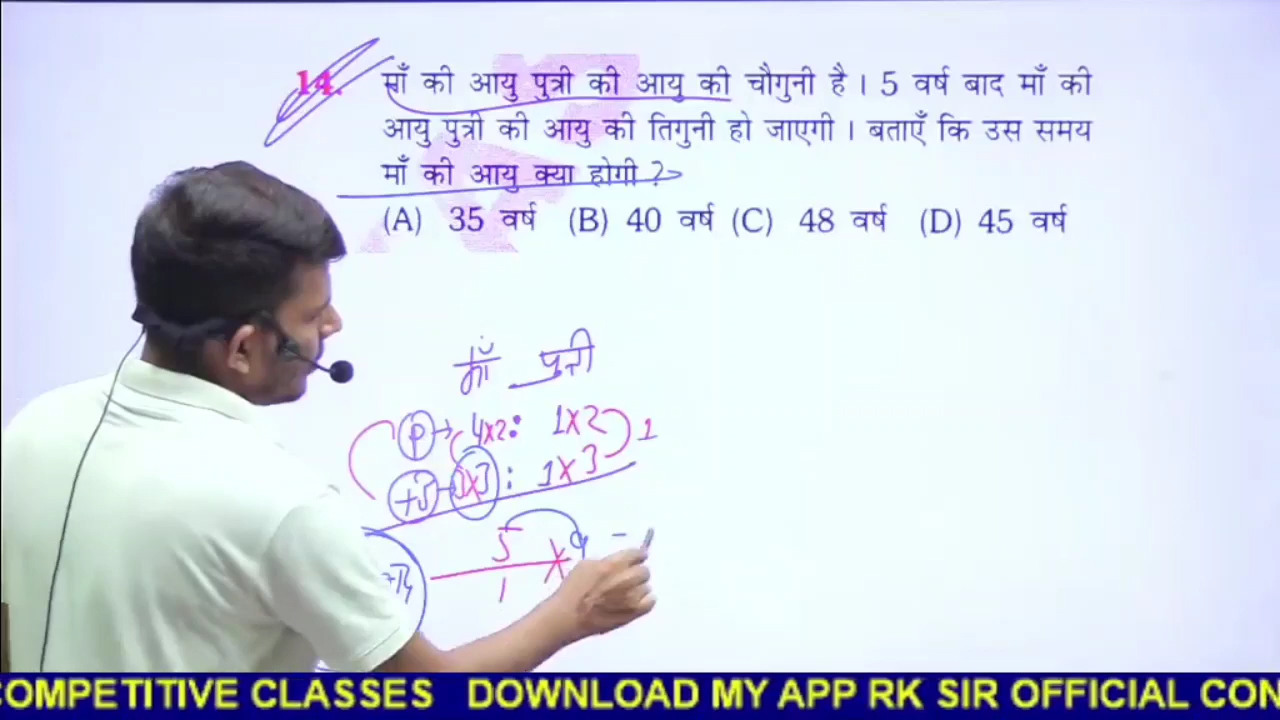 14. माँ की आयु पुत्री की आयु की चौगुनी है। 5 वर्ष बाद माँ की
आयु पुत्री की आयु की तिगुनी हो जाएगी। बताएँ कि उस समय
माँ की आयु क्या होगी ?
(A) 35 वर्ष (B) 40 वर्ष (C) 48 वर्ष (D) 45 वर्ष
माँ पुत्री
P → 4x2 : 1x2
+5 → 3x3 : 1x3 1
5
1
COMPETITIVE CLASSES DOWNLOAD MY APP RK SIR OFFICIAL CON